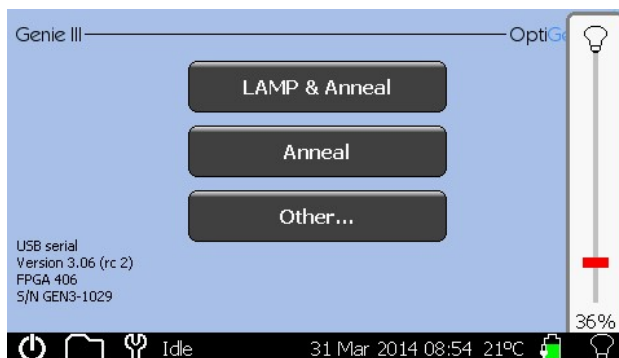 Genie III
OptiG
LAMP & Anneal
Anneal
Other...
USB serial
Version 3.06 (rc 2)
FPGA 406
S/N GEN3-1029
36%
Idle
31 Mar 2014 08:54 21ºC